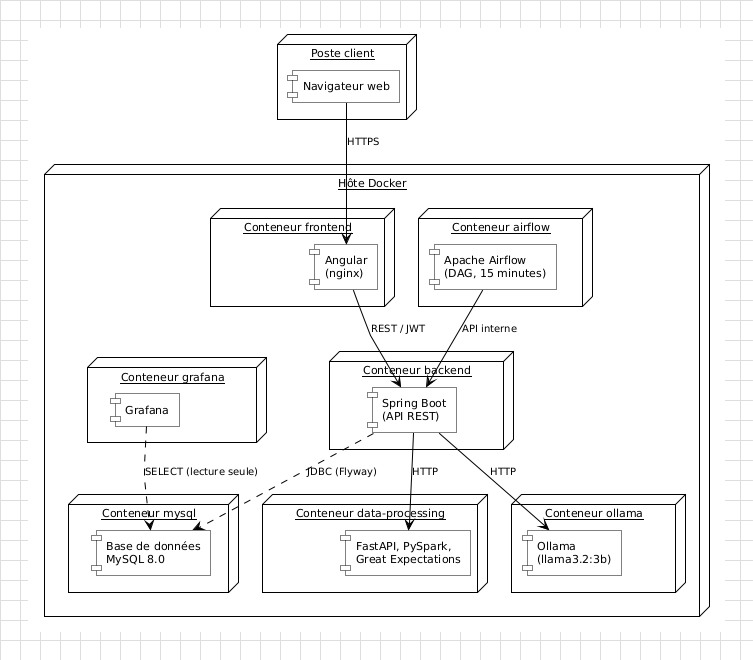 Poste client
Navigateur web
HTTPS
Hôte Docker
Conteneur frontend
Conteneur airflow
Angular
(nginx)
Apache Airflow
(DAG, 15 minutes)
REST / JWT
API interne
Conteneur grafana
Conteneur backend
Grafana
Spring Boot
(API REST)
SELECT (lecture seule)
JDBC (Flyway)
HTTP
HTTP
Conteneur mysql
Conteneur data-processing
Conteneur ollama
Base de données
MySQL 8.0
FastAPI, PySpark,
Great Expectations
Ollama
(llama3.2:3b)